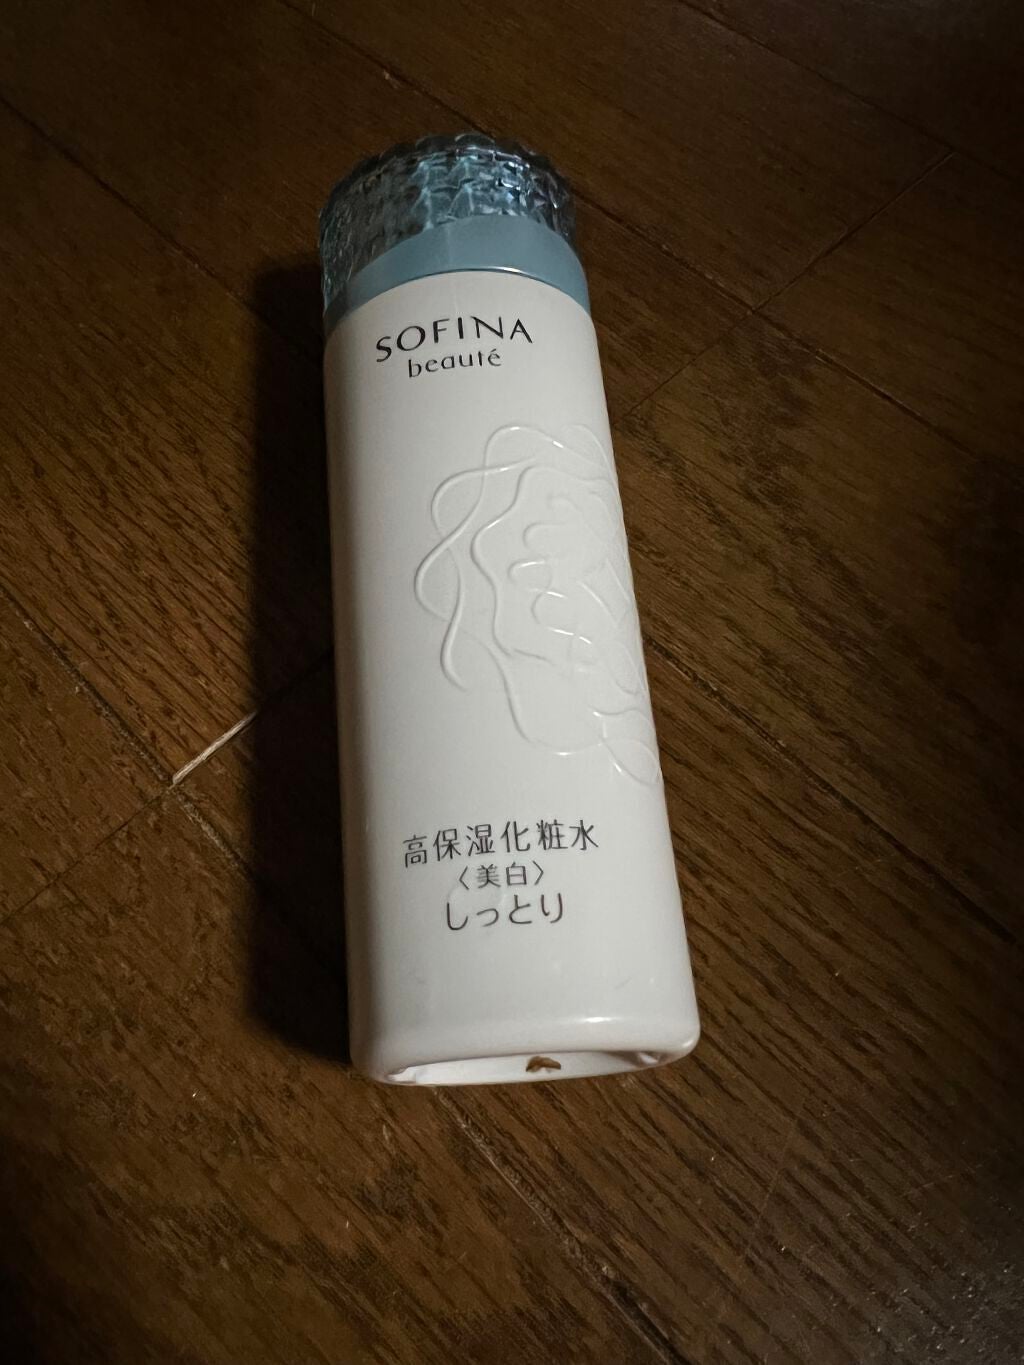 SOFINA
beauté
高保湿化粧水
〈美白〉
しっとり